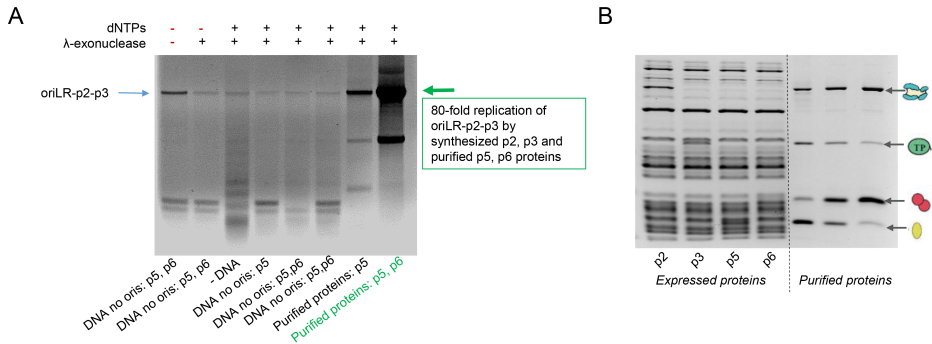 A
dNTPs - - + + + + + +
λ-exonuclease - + + + + + + +
oriLR-p2-p3
80-fold replication of
oriLR-p2-p3 by
synthesized p2, p3 and
purified p5, p6 proteins
DNA no oris: p5, p6
DNA no oris: p5, p6
- DNA
DNA no oris: p5
DNA no oris: p5,p6
DNA no oris: p5,p6
Purified proteins: p5
Purified proteins: p5, p6
B
TP
p2 p3 p5 p6
Expressed proteins
Purified proteins